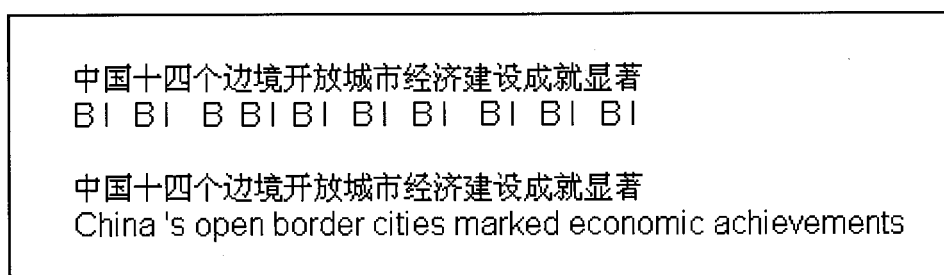 中国十四个边境开放城市经济建设成就显著
BI BI B BI BI BI BI BI BI BI
中国十四个边境开放城市经济建设成就显著
China 's open border cities marked economic achievements